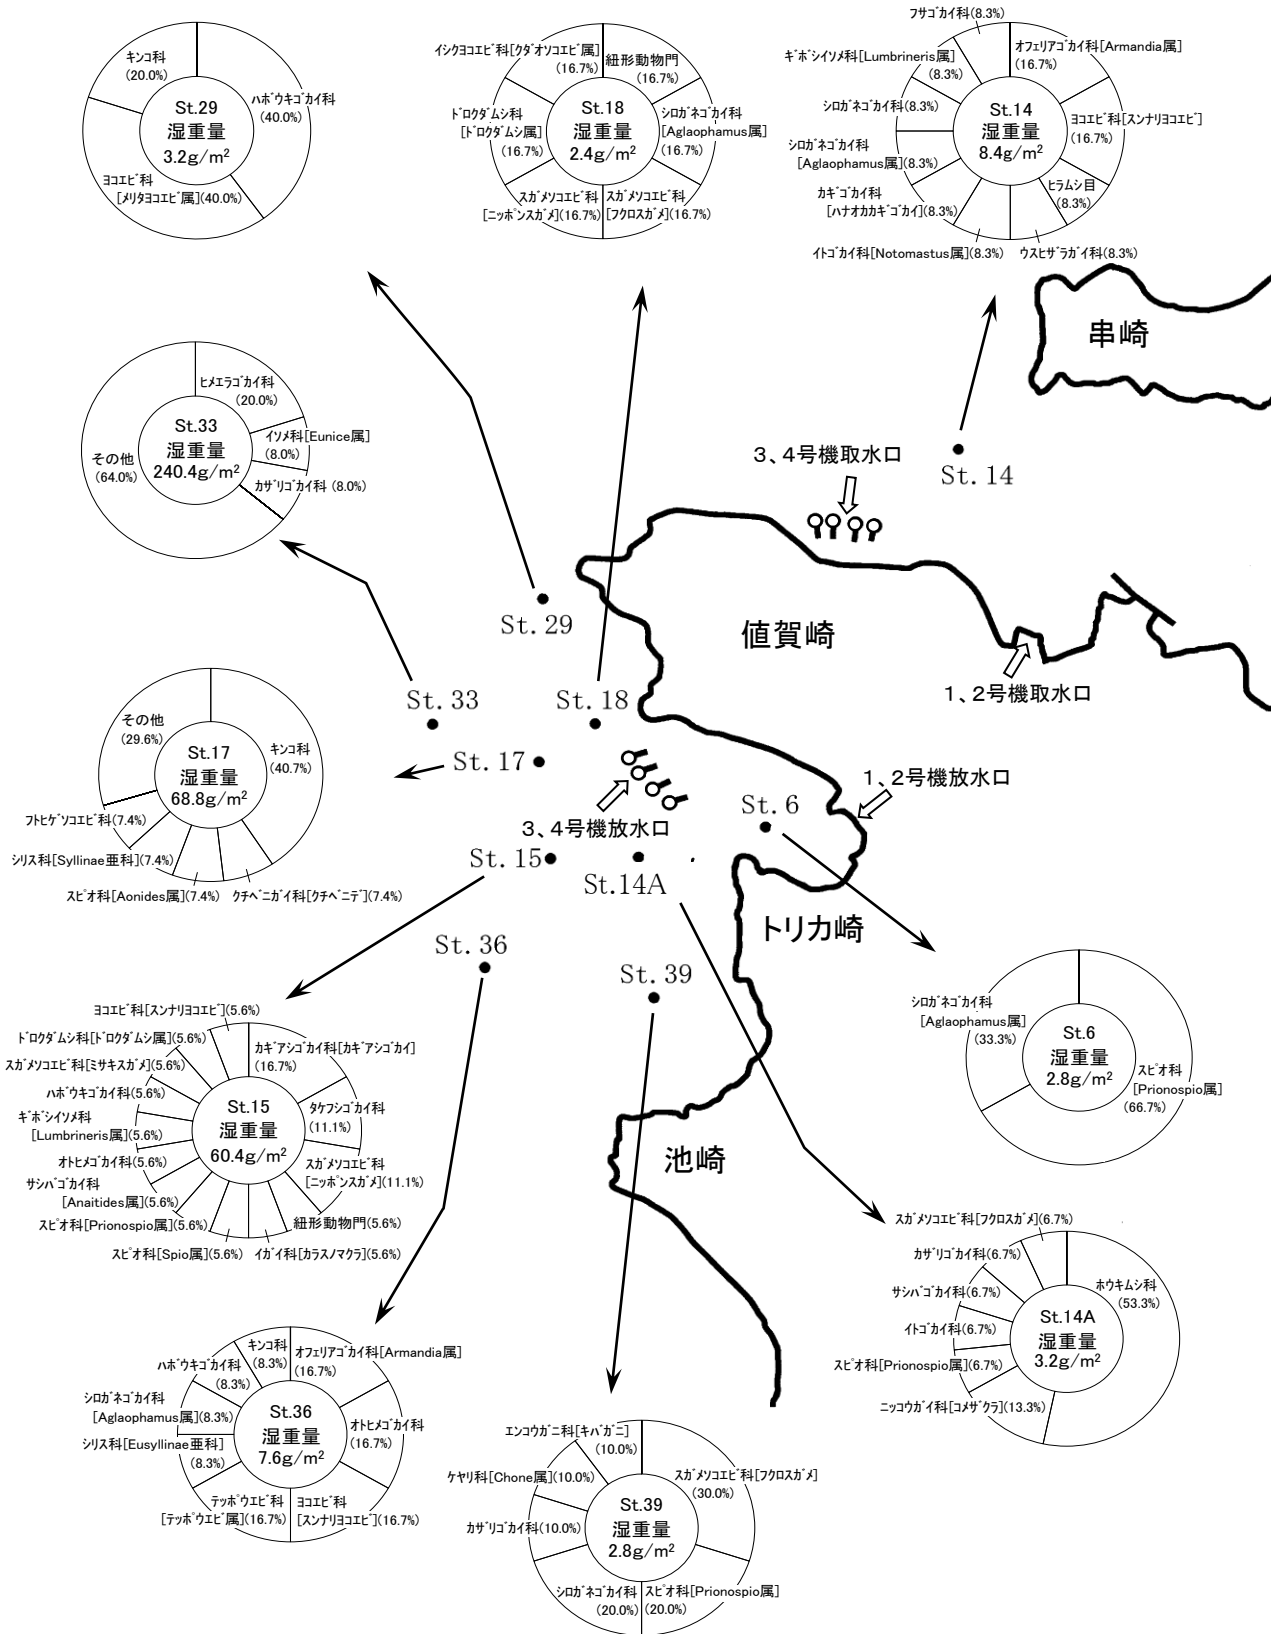 キンコ科
(20.0%)
ハボウキゴカイ科
(40.0%)
St.29
湿重量
3.2g/m²
ヨコエビ科
[メリタヨコエビ属](40.0%)
イシクヨコエビ科[クダオソコエビ属]
(16.7%)
紐形動物門
(16.7%)
ドロクダムシ科
[ドロクダムシ属]
(16.7%)
St.18
湿重量
2.4g/m²
シロガネゴカイ科
[Aglaophamus属]
(16.7%)
スガメソコエビ科
[ニッポンスガメ](16.7%)
スガメソコエビ科
[フクロスガメ](16.7%)
フサゴカイ科(8.3%)
ギボシイソメ科[Lumbrineris属]
(8.3%)
オフェリアゴカイ科[Armandia属]
(16.7%)
シロガネゴカイ科(8.3%)
St.14
湿重量
8.4g/m²
ヨコエビ科[スンナリヨコエビ]
(16.7%)
シロガネゴカイ科
[Aglaophamus属](8.3%)
ヒラムシ目
(8.3%)
カギゴカイ科
[ハナオカカギゴカイ](8.3%)
イトゴカイ科[Notomastus属](8.3%)
ウスヒザラガイ科(8.3%)
串崎
ヒメエラゴカイ科
(20.0%)
St.33
湿重量
240.4g/m²
イソメ科[Eunice属]
(8.0%)
その他
(64.0%)
カザリゴカイ科 (8.0%)
3、4号機取水口
St.14
St.29
値賀崎
1、2号機取水口
St.33
St.18
St.17
その他
(29.6%)
St.17
湿重量
68.8g/m²
キンコ科
(40.7%)
フトヒゲソコエビ科(7.4%)
シリス科[Syllinae亜科](7.4%)
スピオ科[Aonides属](7.4%)
クチベニガイ科[クチベニデ](7.4%)
1、2号機放水口
St.6
3、4号機放水口
St.15
St.14A
トリカ崎
St.36
St.39
池崎
ヨコエビ科[スンナリヨコエビ](5.6%)
ドロクダムシ科[ドロクダムシ属](5.6%)
カギアシゴカイ科[カギアシゴカイ]
(16.7%)
スガメソコエビ科[ミサキスガメ](5.6%)
ハボウキゴカイ科(5.6%)
St.15
湿重量
60.4g/m²
タケフシゴカイ科
(11.1%)
ギボシイソメ科
[Lumbrineris属](5.6%)
オトヒメゴカイ科(5.6%)
スガメソコエビ科
[ニッポンスガメ](11.1%)
サシバゴカイ科
[Anaitides属](5.6%)
スピオ科[Prionospio属](5.6%)
紐形動物門(5.6%)
スピオ科[Spio属](5.6%)
イガイ科[カラスノマクラ](5.6%)
シロガネゴカイ科
[Aglaophamus属]
(33.3%)
St.6
湿重量
2.8g/m²
スピオ科
[Prionospio属]
(66.7%)
スガメソコエビ科[フクロスガメ](6.7%)
カザリゴカイ科(6.7%)
ホウキムシ科
(53.3%)
サシバゴカイ科(6.7%)
St.14A
湿重量
3.2g/m²
イトゴカイ科(6.7%)
スピオ科[Prionospio属](6.7%)
ニッコウガイ科[コメザクラ](13.3%)
キンコ科
(8.3%)
オフェリアゴカイ科[Armandia属]
(16.7%)
ハボウキゴカイ科
(8.3%)
シロガネゴカイ科
[Aglaophamus属](8.3%)
St.36
湿重量
7.6g/m²
オトヒメゴカイ科
(16.7%)
シリス科[Eusyllinae亜科]
(8.3%)
テッポウエビ科
[テッポウエビ属](16.7%)
ヨコエビ科
[スンナリヨコエビ](16.7%)
エンコウガニ科[キバガニ]
(10.0%)
スガメソコエビ科[フクロスガメ]
(30.0%)
ケヤリ科[Chone属](10.0%)
St.39
湿重量
2.8g/m²
カザリゴカイ科(10.0%)
シロガネゴカイ科
(20.0%)
スピオ科[Prionospio属]
(20.0%)